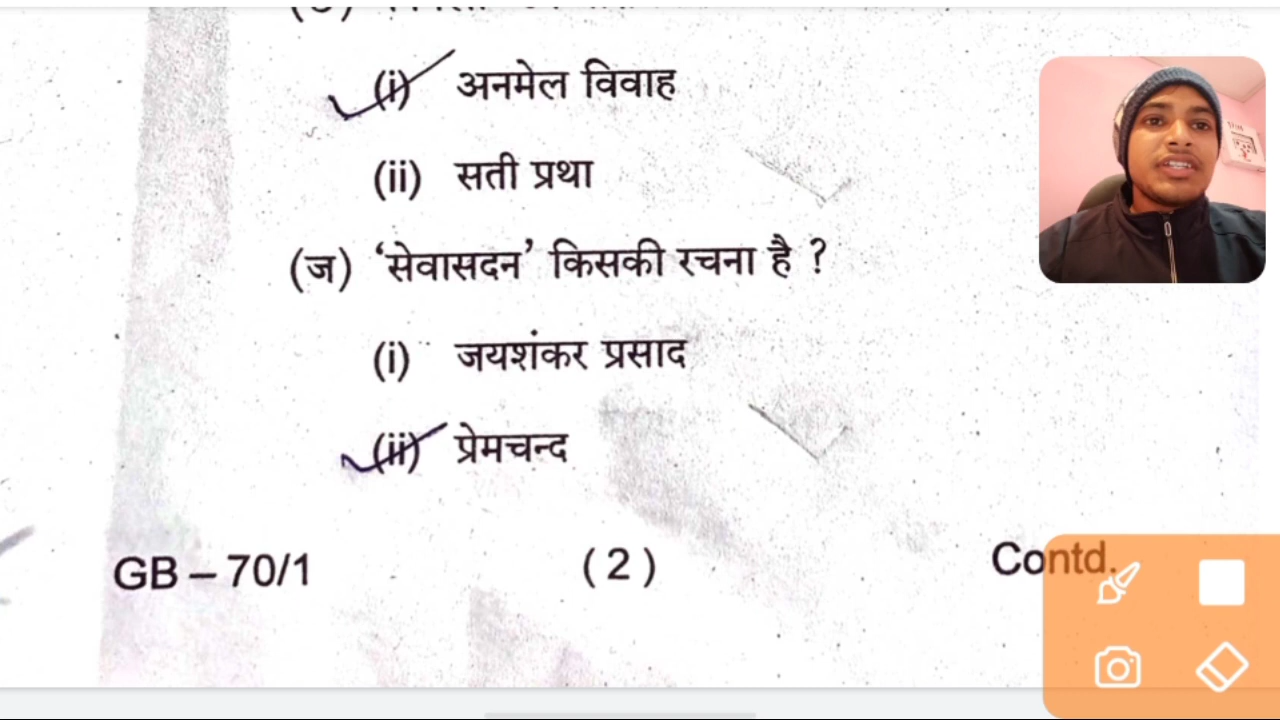 (i) अनमेल विवाह
(ii) सती प्रथा
(ज) ‘सेवासदन’ किसकी रचना है ?
(i) जयशंकर प्रसाद
(ii) प्रेमचन्द
GB – 70/1 (2) Contd.